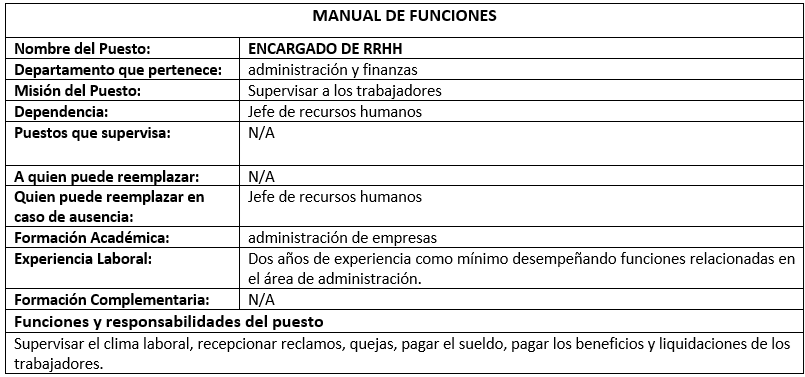 MANUAL DE FUNCIONES
Nombre del Puesto: ENCARGADO DE RRHH
Departamento que pertenece: administración y finanzas
Misión del Puesto: Supervisar a los trabajadores
Dependencia: Jefe de recursos humanos
Puestos que supervisa: N/A
A quien puede reemplazar: N/A
Quien puede reemplazar en caso de ausencia: Jefe de recursos humanos
Formación Académica: administración de empresas
Experiencia Laboral: Dos años de experiencia como mínimo desempeñando funciones relacionadas en
el área de administración.
Formación Complementaria: N/A
Funciones y responsabilidades del puesto
Supervisar el clima laboral, recepcionar reclamos, quejas, pagar el sueldo, pagar los beneficios y liquidaciones de los
trabajadores.